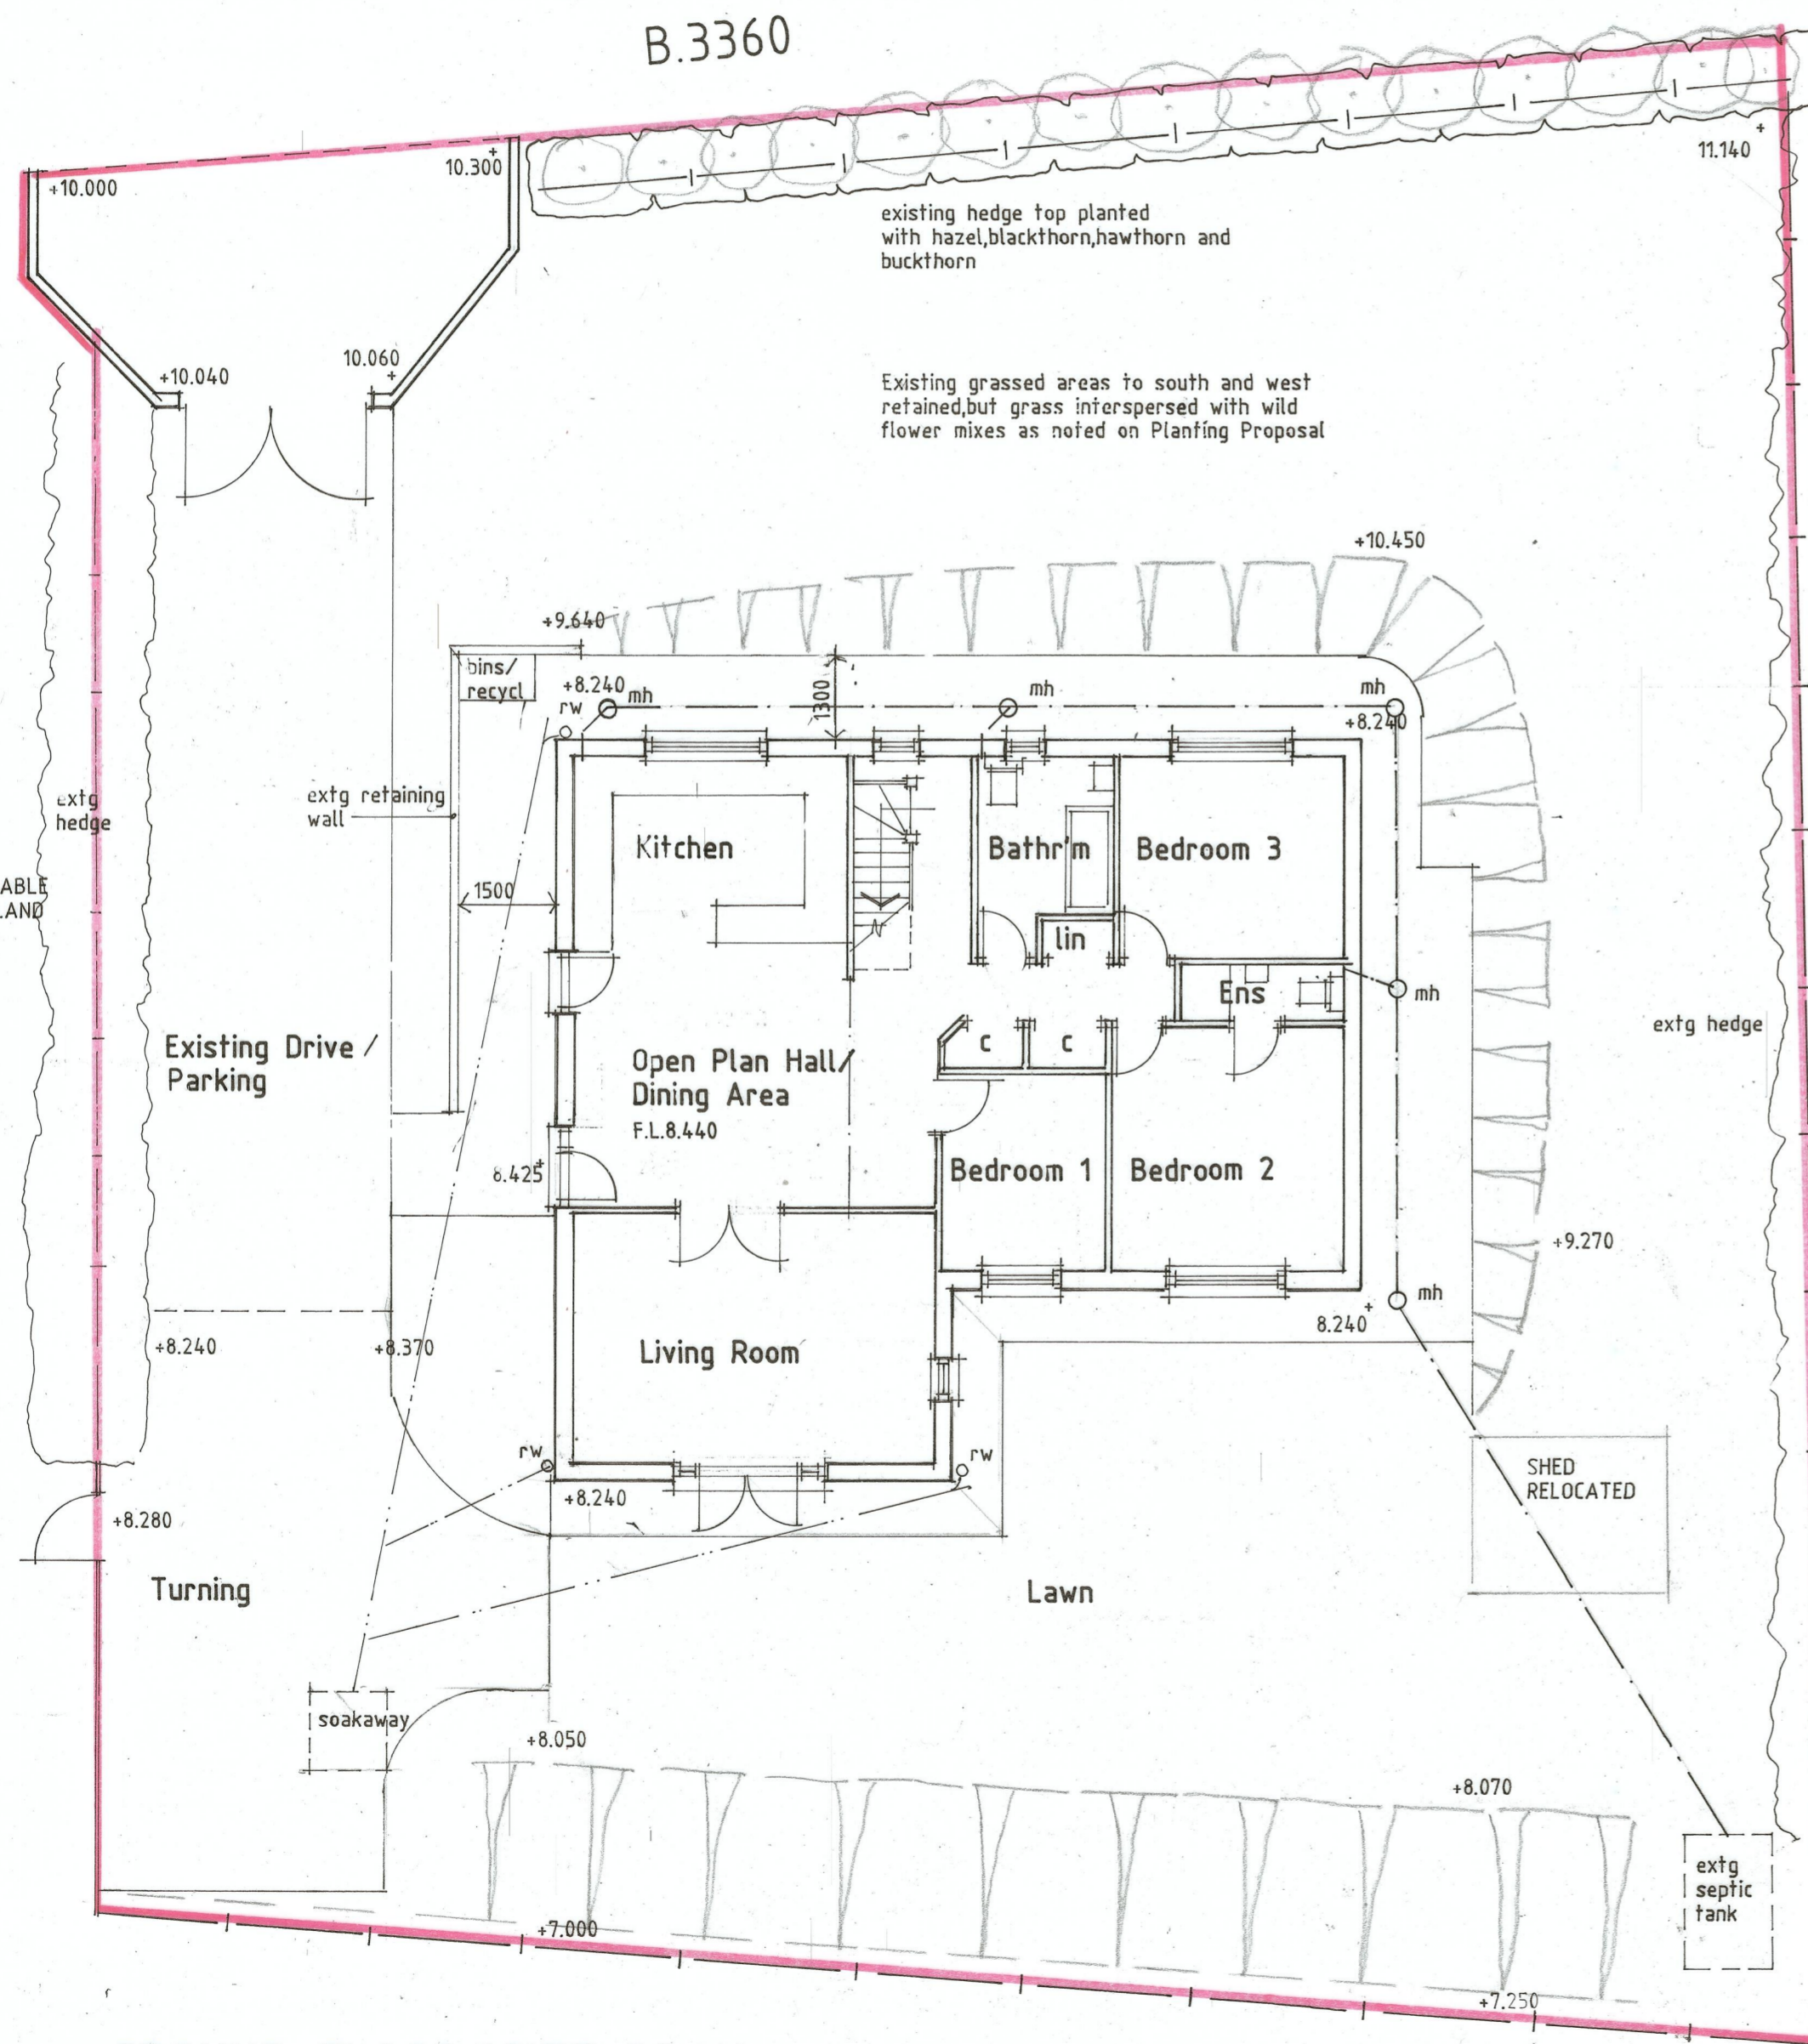 B.3360
+10.000
10.300
11.140
existing hedge top planted
with hazel,blackthorn,hawthorn and
buckthorn
+10.040
10.060
Existing grassed areas to south and west
retained,but grass interspersed with wild
flower mixes as noted on Planting Proposal
+10.450
+9.640
bins/
recycl
+8.240
mh
rw
1300
mh
mh
+8.240
extg
hedge
extg retaining
wall
Kitchen
Bathr'm
Bedroom 3
1500
ABLE
LAND
lin
Ens
mh
extg hedge
Existing Drive /
Parking
c
c
Open Plan Hall/
Dining Area
F.L.8.440
8.425
Bedroom 1
Bedroom 2
+9.270
mh
8.240
+8.240
+8.370
Living Room
rw
rw
SHED
RELOCATED
+8.240
+8.280
Turning
Lawn
soakaway
+8.050
+8.070
extg
septic
tank
+7.000
+7.250